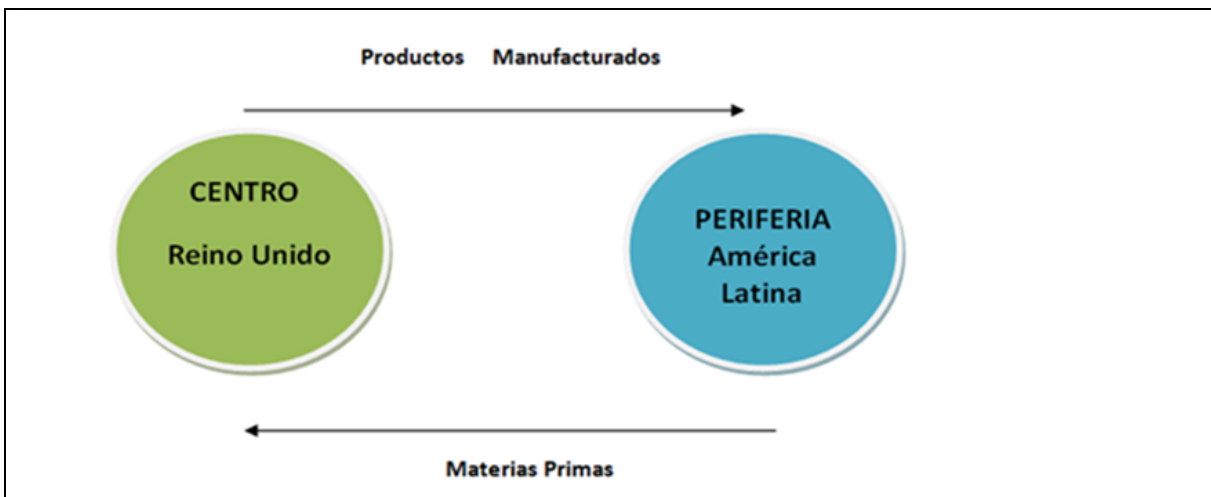 Productos Manufacturados
CENTRO
Reino Unido
PERIFERIA
América
Latina
Materias Primas